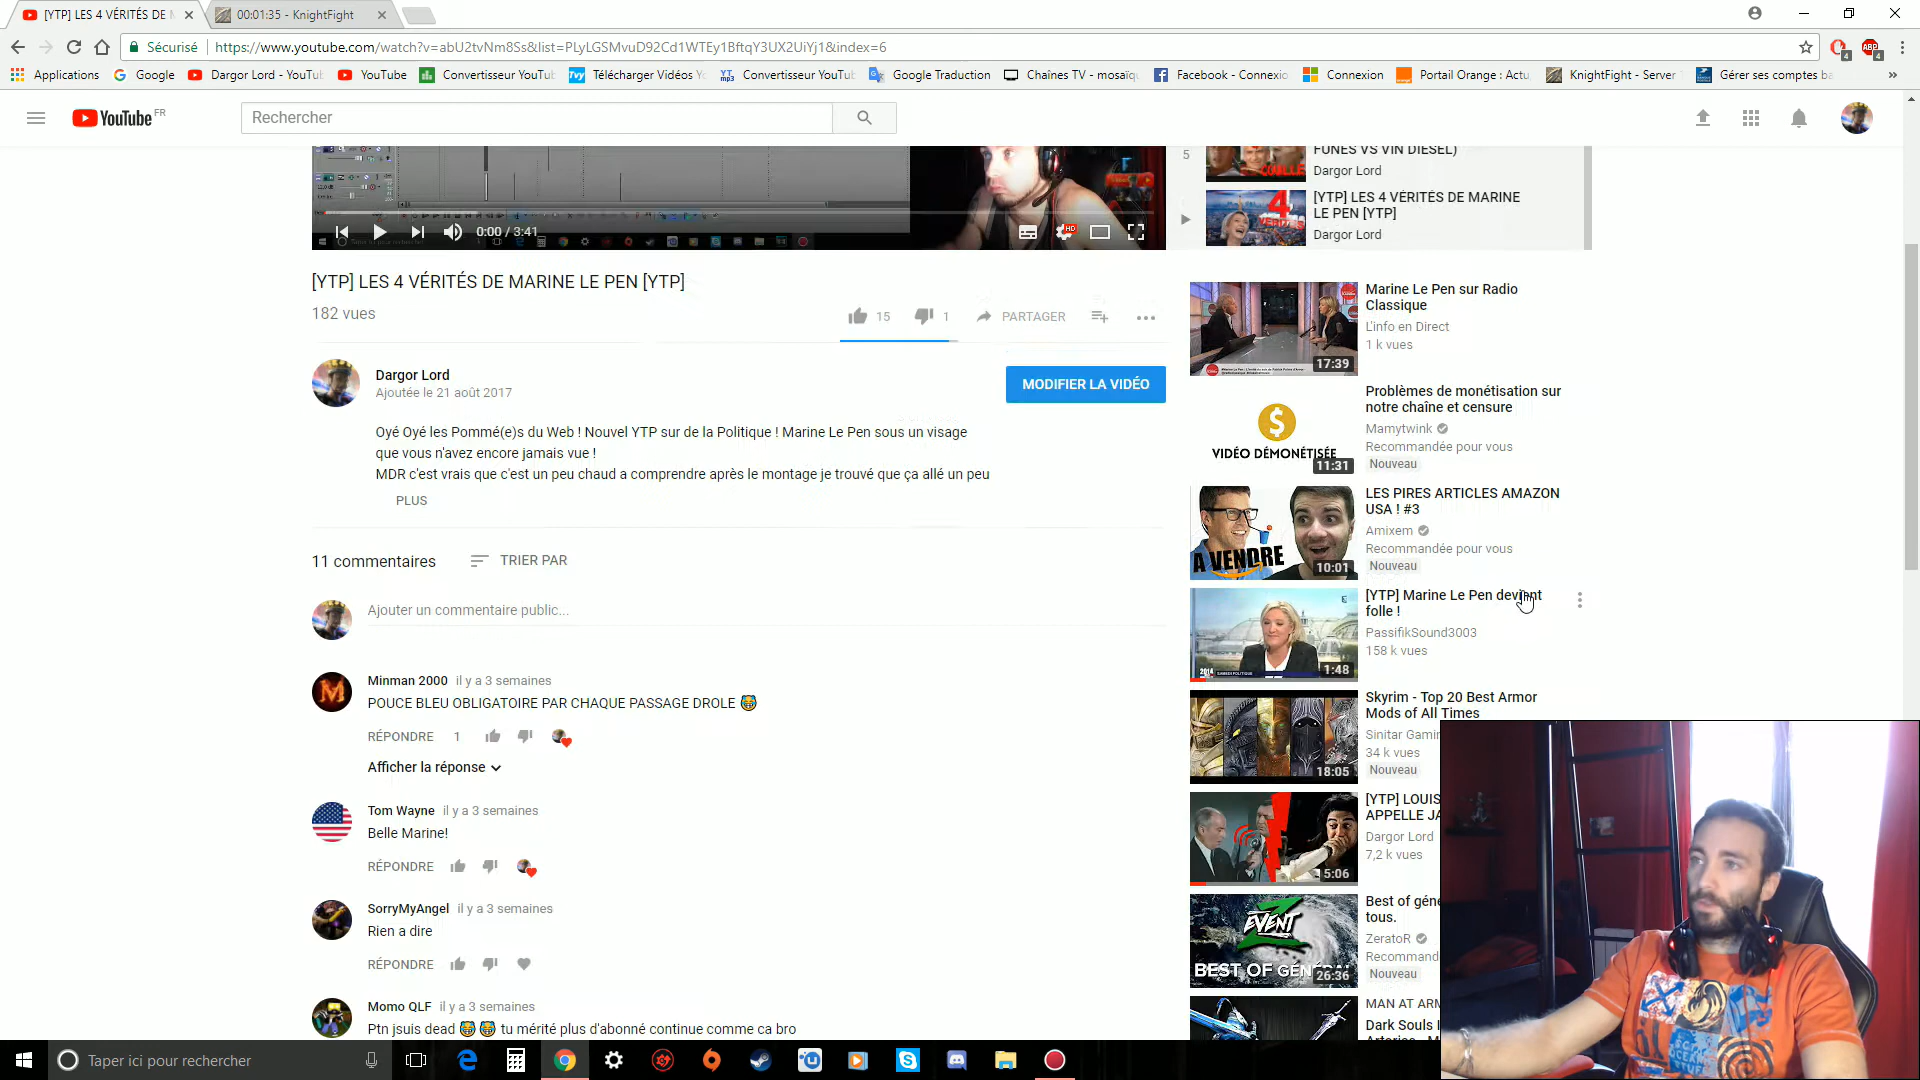 [YTP] LES 4 VÉRITÉS DE M
00:01:35 - KnightFight
Sécurisé
https://www.youtube.com/watch?v=abU2tvNm8Ss&list=PLyLGSMvuD92Cd1WTEy1BftqY3UX2UiYj1&index=6
Applications
Google
Dargor Lord - YouTu
YouTube
Convertisseur YouTu
Télécharger Vidéos Y
Convertisseur YouTu
Google Traduction
Chaînes TV - mosaïq
Facebook - Connexio
Connexion
Portail Orange : Actu
KnightFight - Server
Gérer ses comptes ba
YouTube FR
Rechercher
0:00 / 3:41
HD
5
FUNES VS VIN DIESEL)
Dargor Lord
[YTP] LES 4 VÉRITÉS DE MARINE
LE PEN [YTP]
Dargor Lord
[YTP] LES 4 VÉRITÉS DE MARINE LE PEN [YTP]
182 vues
15
1
PARTAGER
Dargor Lord
Ajoutée le 21 août 2017
MODIFIER LA VIDÉO
Oyé Oyé les Pommé(e)s du Web ! Nouvel YTP sur de la Politique ! Marine Le Pen sous un visage
que vous n'avez encore jamais vue !
MDR c'est vrais que c'est un peu chaud a comprendre après le montage je trouvé que ça allé un peu
PLUS
11 commentaires
TRIER PAR
Ajouter un commentaire public...
Minman 2000 il y a 3 semaines
POUCE BLEU OBLIGATOIRE PAR CHAQUE PASSAGE DROLE
RÉPONDRE 1
Afficher la réponse
Tom Wayne il y a 3 semaines
Belle Marine!
RÉPONDRE
SorryMyAngel il y a 3 semaines
Rien a dire
RÉPONDRE
Momo QLF il y a 3 semaines
Ptn jsuis dead tu mérité plus d'abonné continue comme ca bro
Marine Le Pen sur Radio
Classique
L'info en Direct
1 k vues
17:39
Problèmes de monétisation sur
notre chaîne et censure
Mamytwink
Recommandée pour vous
Nouveau
VIDÉO DÉMONÉTISÉE
11:31
LES PIRES ARTICLES AMAZON
USA ! #3
Amixem
Recommandée pour vous
Nouveau
A VENDRE
10:01
[YTP] Marine Le Pen devient
folle !
PassifikSound3003
158 k vues
1:48
Skyrim - Top 20 Best Armor
Mods of All Times
Sinitar Gamin
34 k vues
Nouveau
18:05
[YTP] LOUIS
APPELLE JA
Dargor Lord
7,2 k vues
5:06
Best of géné
tous.
ZeratoR
Recommand
Nouveau
EVENT
BEST OF GÉNÉRAL
26:36
MAN AT ARM
Dark Souls I
Taper ici pour rechercher